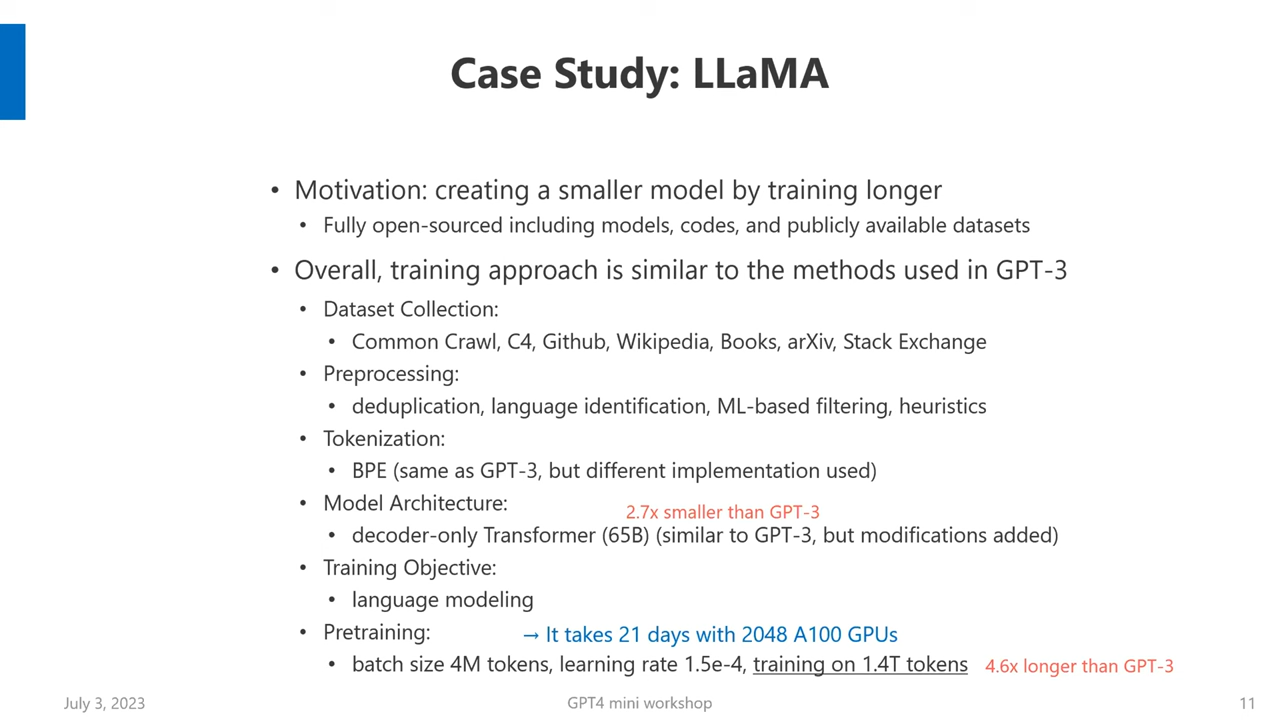 Case Study: LLaMA
• Motivation: creating a smaller model by training longer
• Fully open-sourced including models, codes, and publicly available datasets
• Overall, training approach is similar to the methods used in GPT-3
• Dataset Collection:
• Common Crawl, C4, Github, Wikipedia, Books, arXiv, Stack Exchange
• Preprocessing:
• deduplication, language identification, ML-based filtering, heuristics
• Tokenization:
• BPE (same as GPT-3, but different implementation used)
• Model Architecture:
2.7x smaller than GPT-3
• decoder-only Transformer (65B) (similar to GPT-3, but modifications added)
• Training Objective:
• language modeling
• Pretraining: → It takes 21 days with 2048 A100 GPUs
• batch size 4M tokens, learning rate 1.5e-4, training on 1.4T tokens 4.6x longer than GPT-3
July 3, 2023 GPT4 mini workshop 11